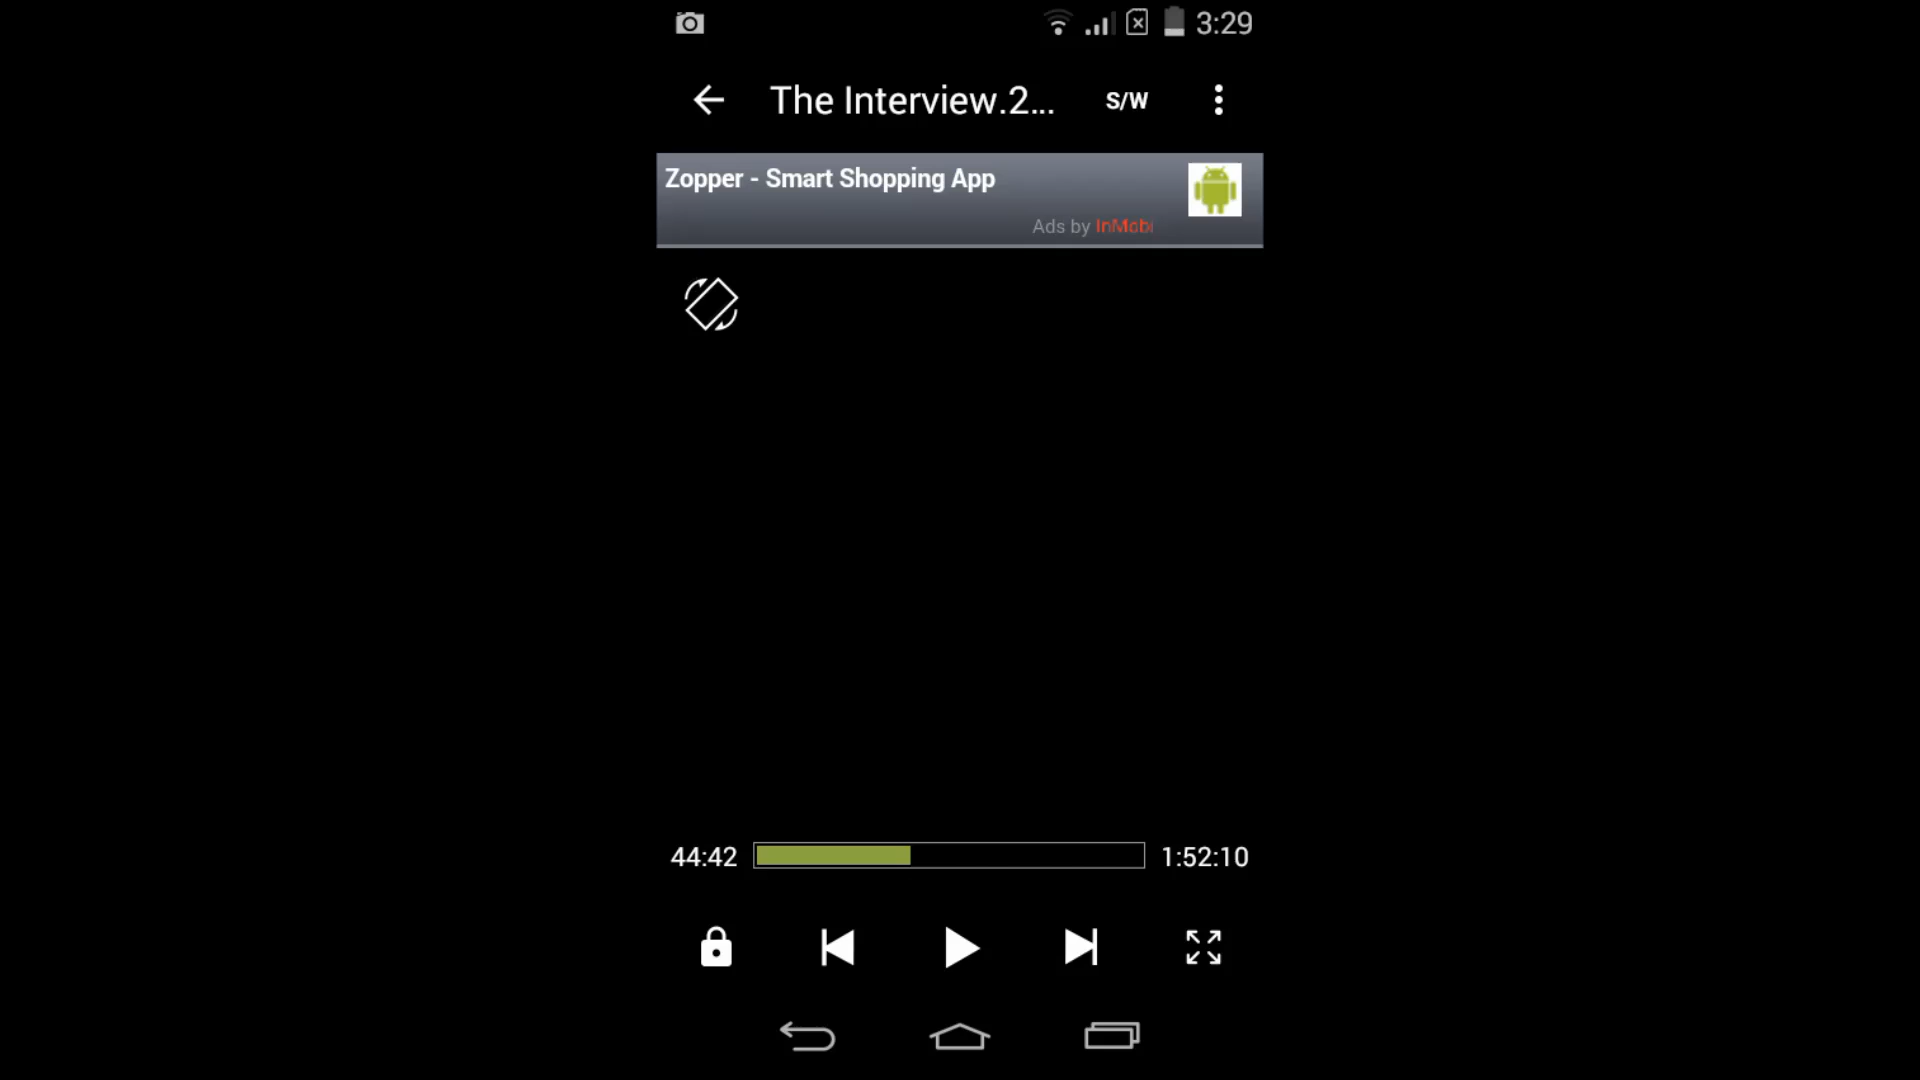 3:29
The Interview.2... S/W
Zopper - Smart Shopping App
Ads by InMobi
44:42 1:52:10